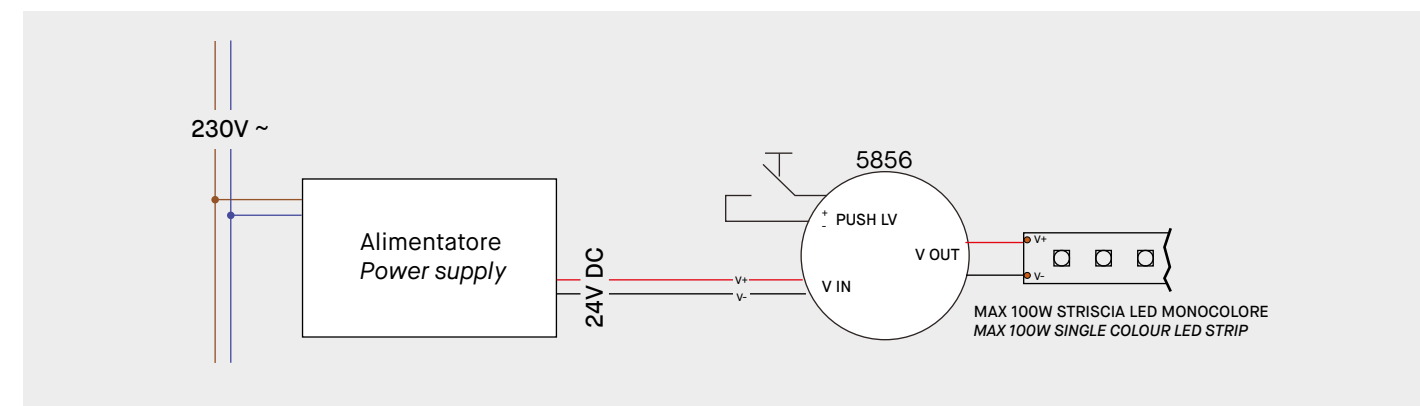 230V ~
Alimentatore
Power supply
24V DC
V+
V-
5856
+
-
PUSH LV
V IN
V OUT
V+
V-
MAX 100W STRISCIA LED MONOCOLORE
MAX 100W SINGLE COLOUR LED STRIP